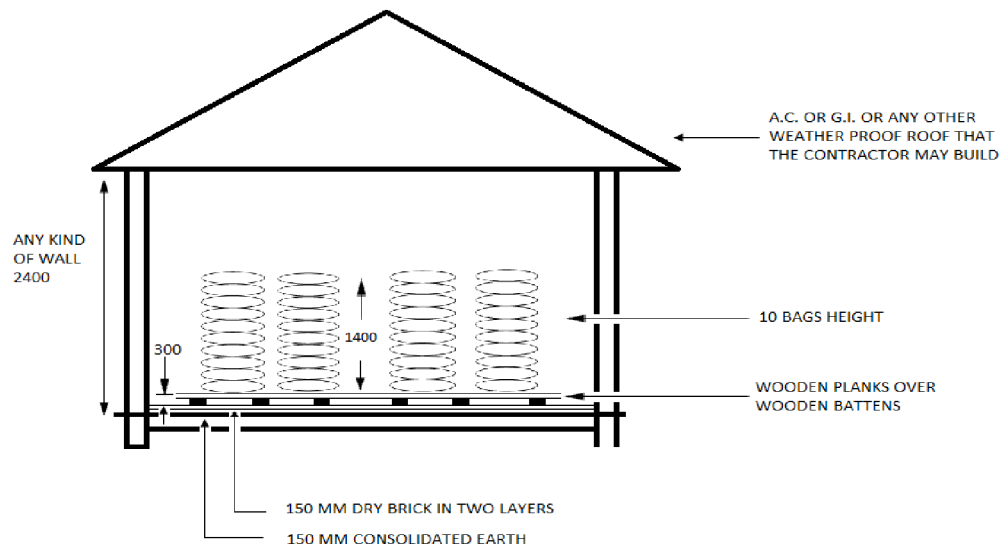 A.C. OR G.I. OR ANY OTHER
WEATHER PROOF ROOF THAT
THE CONTRACTOR MAY BUILD
ANY KIND
OF WALL
2400
10 BAGS HEIGHT
1400
300
WOODEN PLANKS OVER
WOODEN BATTENS
150 MM DRY BRICK IN TWO LAYERS
150 MM CONSOLIDATED EARTH